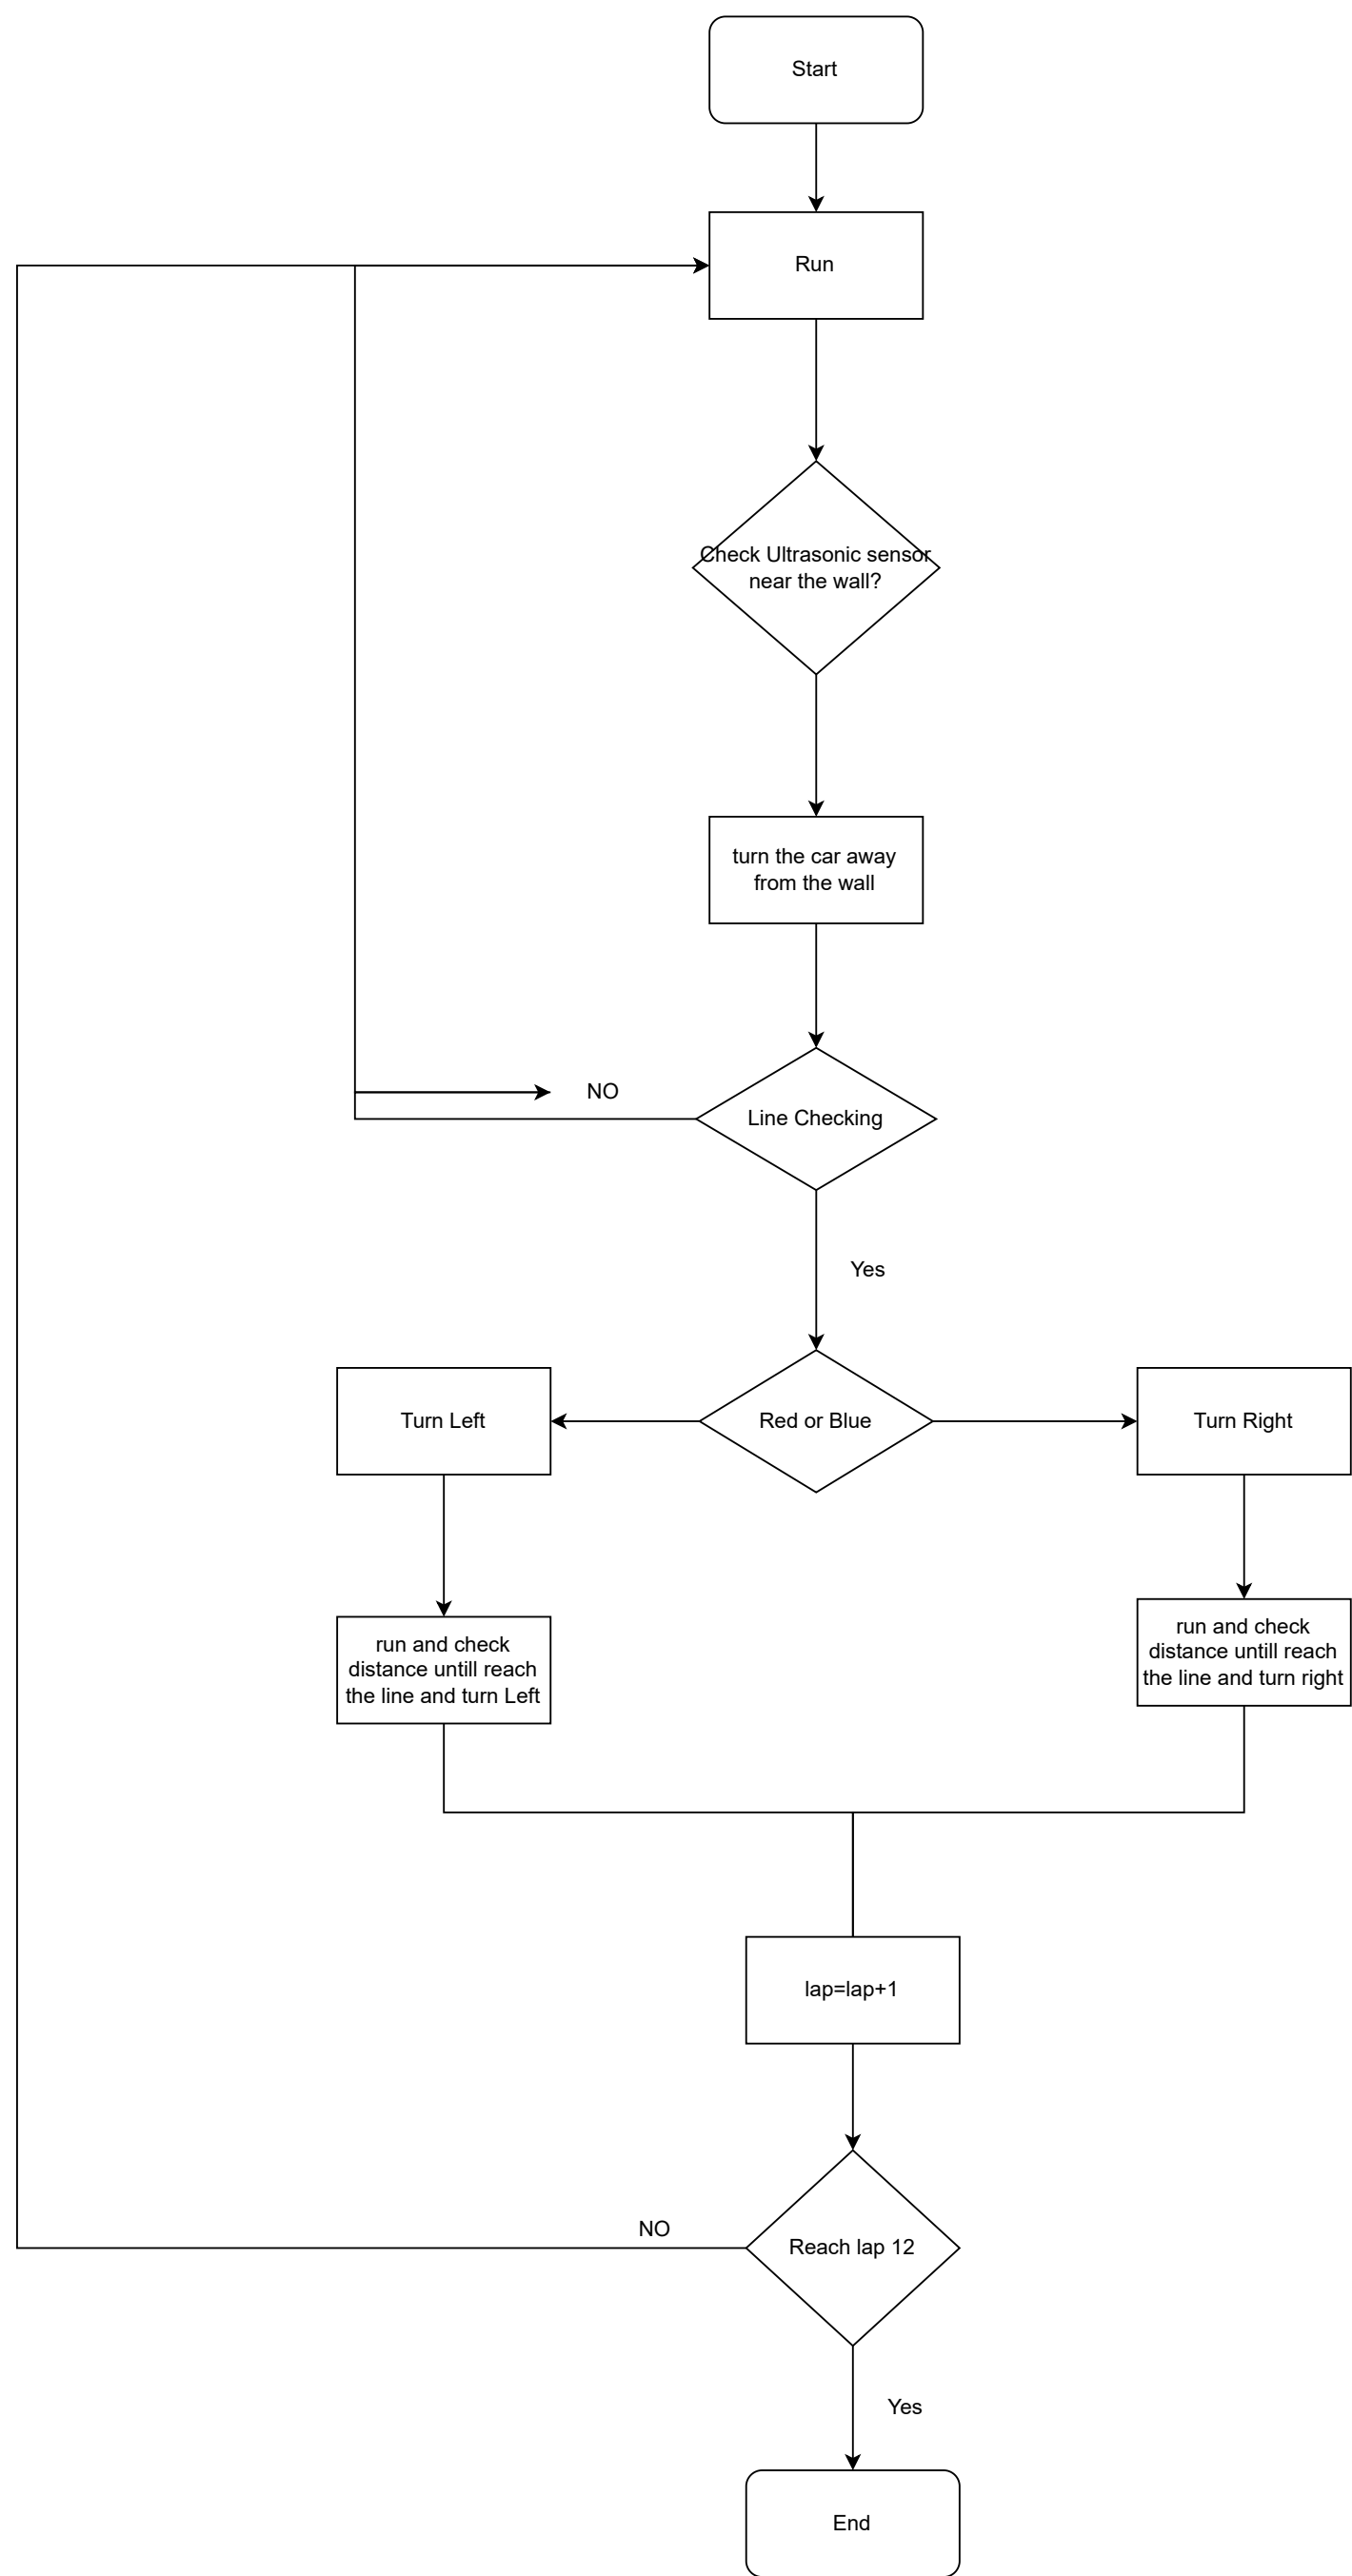 Start
Run
Check Ultrasonic sensor
near the wall?
turn the car away
from the wall
NO
Line Checking
Yes
Turn Left
Red or Blue
Turn Right
run and check
distance untill reach
the line and turn Left
run and check
distance untill reach
the line and turn right
lap=lap+1
NO
Reach lap 12
Yes
End